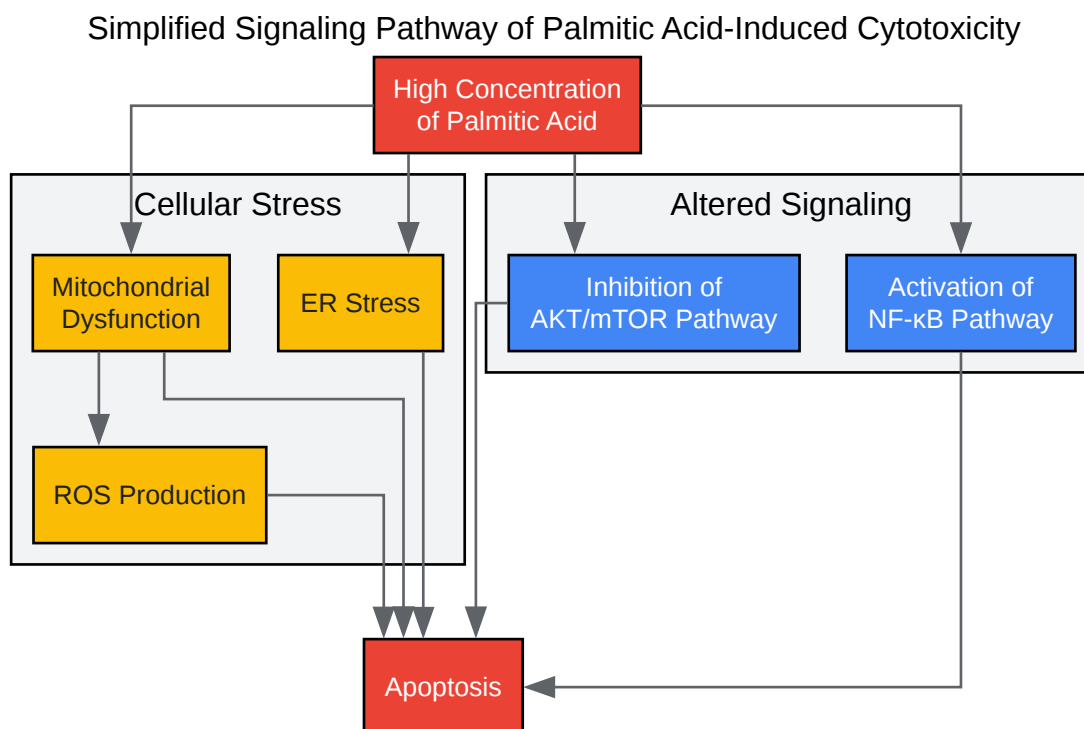 Simplified Signaling Pathway of Palmitic Acid-Induced Cytotoxicity
High Concentration
of Palmitic Acid
Cellular Stress
Altered Signaling
Mitochondrial
Dysfunction
ER Stress
Inhibition of
AKT/mTOR Pathway
Activation of
NF-κB Pathway
ROS Production
Apoptosis